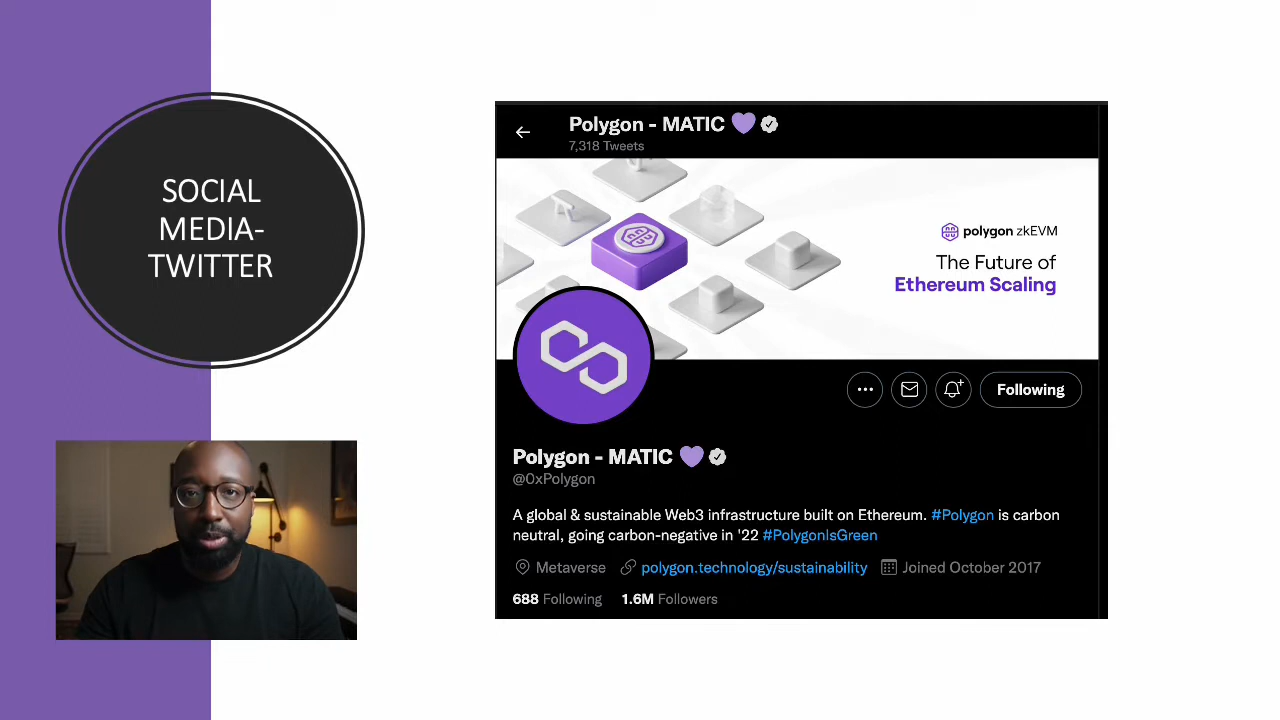 SOCIAL
MEDIA-
TWITTER
Polygon - MATIC 💜
7,318 Tweets
polygon zkEVM
The Future of
Ethereum Scaling
Following
Polygon - MATIC 💜
@0xPolygon
A global & sustainable Web3 infrastructure built on Ethereum. #Polygon is carbon
neutral, going carbon-negative in '22 #PolygonIsGreen
Metaverse polygon.technology/sustainability Joined October 2017
688 Following 1.6M Followers